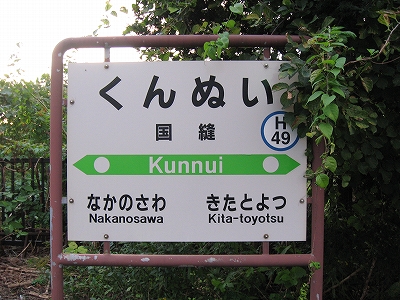 くんぬい
国縫
H
49
Kunnui
なかのさわ きたとよつ
Nakanosawa Kita-toyotsu